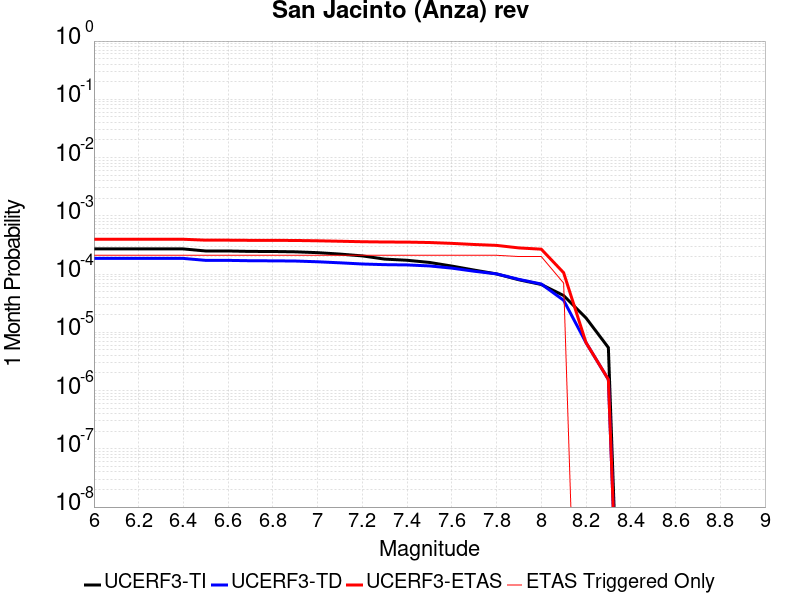 San Jacinto (Anza) rev
10^0
10^-1
10^-2
10^-3
10^-4
10^-5
10^-6
10^-7
10^-8
1 Month Probability
6 6.2 6.4 6.6 6.8 7 7.2 7.4 7.6 7.8 8 8.2 8.4 8.6 8.8 9
Magnitude
UCERF3-TI UCERF3-TD UCERF3-ETAS ETAS Triggered Only